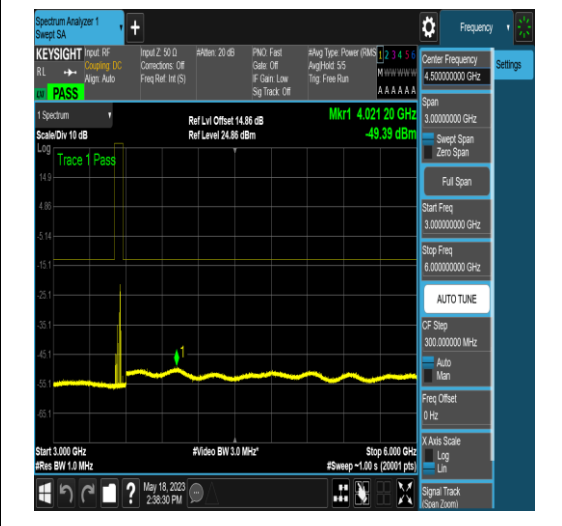 Spectrum Analyzer 1
Swept SA
Frequency
KEYSIGHT
RL
Input: RF
Coupling: DC
Align: Auto
Input Z: 50 Ω
Corrections: Off
Freq Ref: Int (S)
#Atten: 20 dB
PNO: Fast
Gate: Off
IF Gain: Low
Sig Track: Off
#Avg Type: Power (RMS
Avg|Hold: 5/5
Trig: Free Run
1 2 3 4 5 6
M W W W W W
A A A A A A
PASS
1 Spectrum
Scale/Div 10 dB
Ref Lvl Offset 14.86 dB
Ref Level 24.86 dBm
Mkr1 4.021 20 GHz
-49.39 dBm
Log
Trace 1 Pass
14.9
4.86
-5.14
-15.1
-25.1
-35.1
-45.1
-55.1
-65.1
1
Start 3.000 GHz
#Res BW 1.0 MHz
#Video BW 3.0 MHz*
Stop 6.000 GHz
#Sweep ~1.00 s (20001 pts)
May 18, 2023
2:38:30 PM
?
Center Frequency
4.500000000 GHz
Settings
Span
3.00000000 GHz
Swept Span
Zero Span
Full Span
Start Freq
3.000000000 GHz
Stop Freq
6.000000000 GHz
AUTO TUNE
CF Step
300.000000 MHz
Auto
Man
Freq Offset
0 Hz
X Axis Scale
Log
Lin
Signal Track
(Span Zoom)